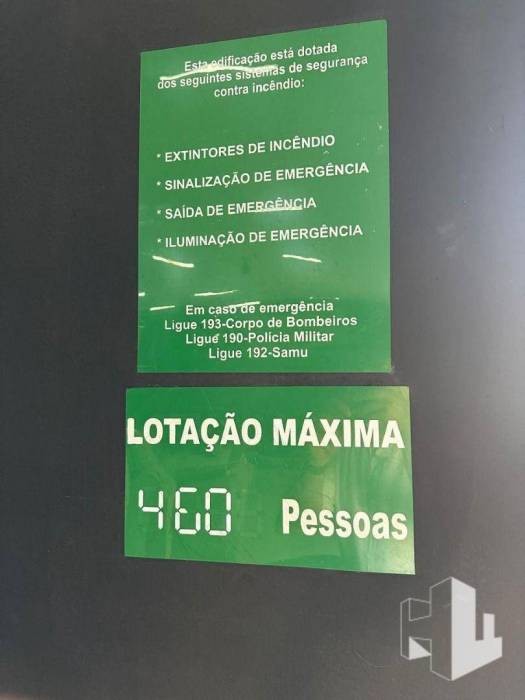 Esta edificação está dotada
dos seguintes sistemas de segurança
contra incêndio:
* EXTINTORES DE INCÊNDIO
* SINALIZAÇÃO DE EMERGÊNCIA
* SAÍDA DE EMERGÊNCIA
* ILUMINAÇÃO DE EMERGÊNCIA
Em caso de emergência
Ligue 193-Corpo de Bombeiros
Ligue 190-Polícia Militar
Ligue 192-Samu
LOTAÇÃO MÁXIMA
460 Pessoas